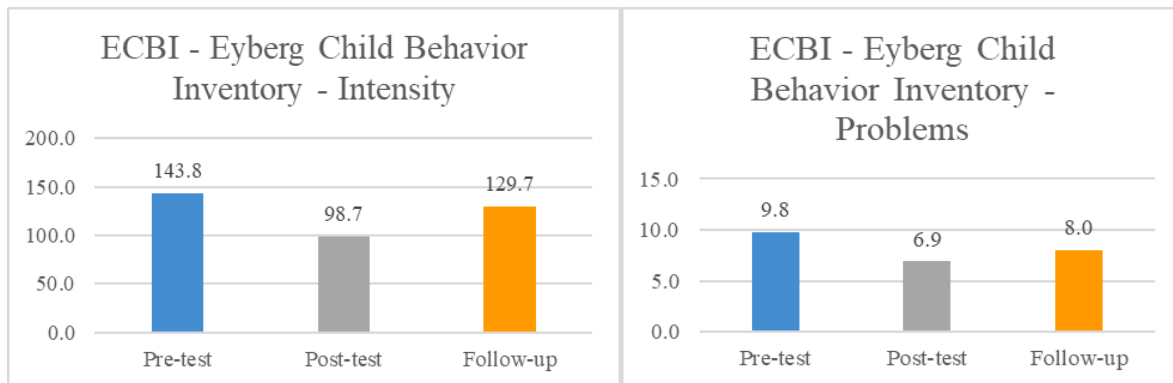 ECBI - Eyberg Child Behavior
Inventory - Intensity
200.0
150.0
100.0
50.0
0.0
143.8
98.7
129.7
Pre-test
Post-test
Follow-up
ECBI - Eyberg Child
Behavior Inventory -
Problems
15.0
10.0
5.0
0.0
9.8
6.9
8.0
Pre-test
Post-test
Follow-up